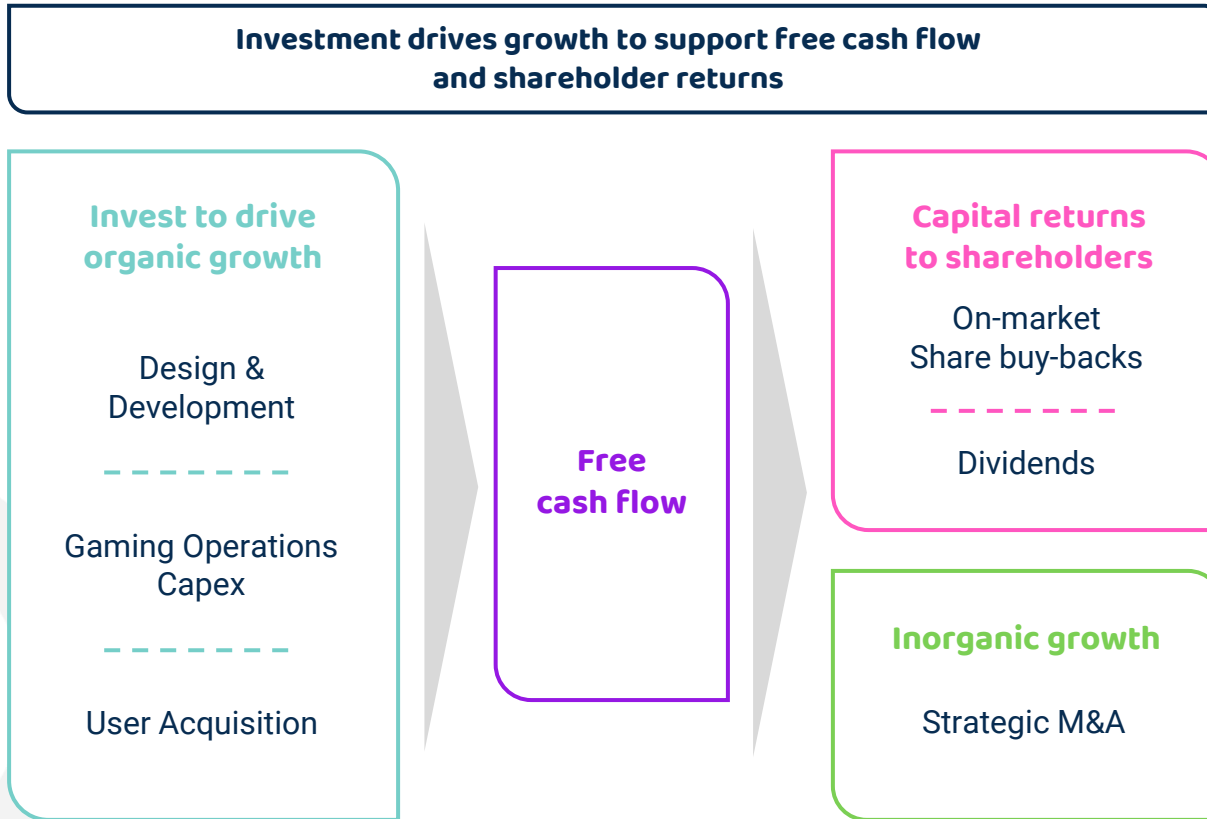 Investment drives growth to support free cash flow
and shareholder returns
Invest to drive
organic growth
Design &
Development
Gaming Operations
Capex
User Acquisition
Free
cash flow
Capital returns
to shareholders
On-market
Share buy-backs
Dividends
Inorganic growth
Strategic M&A